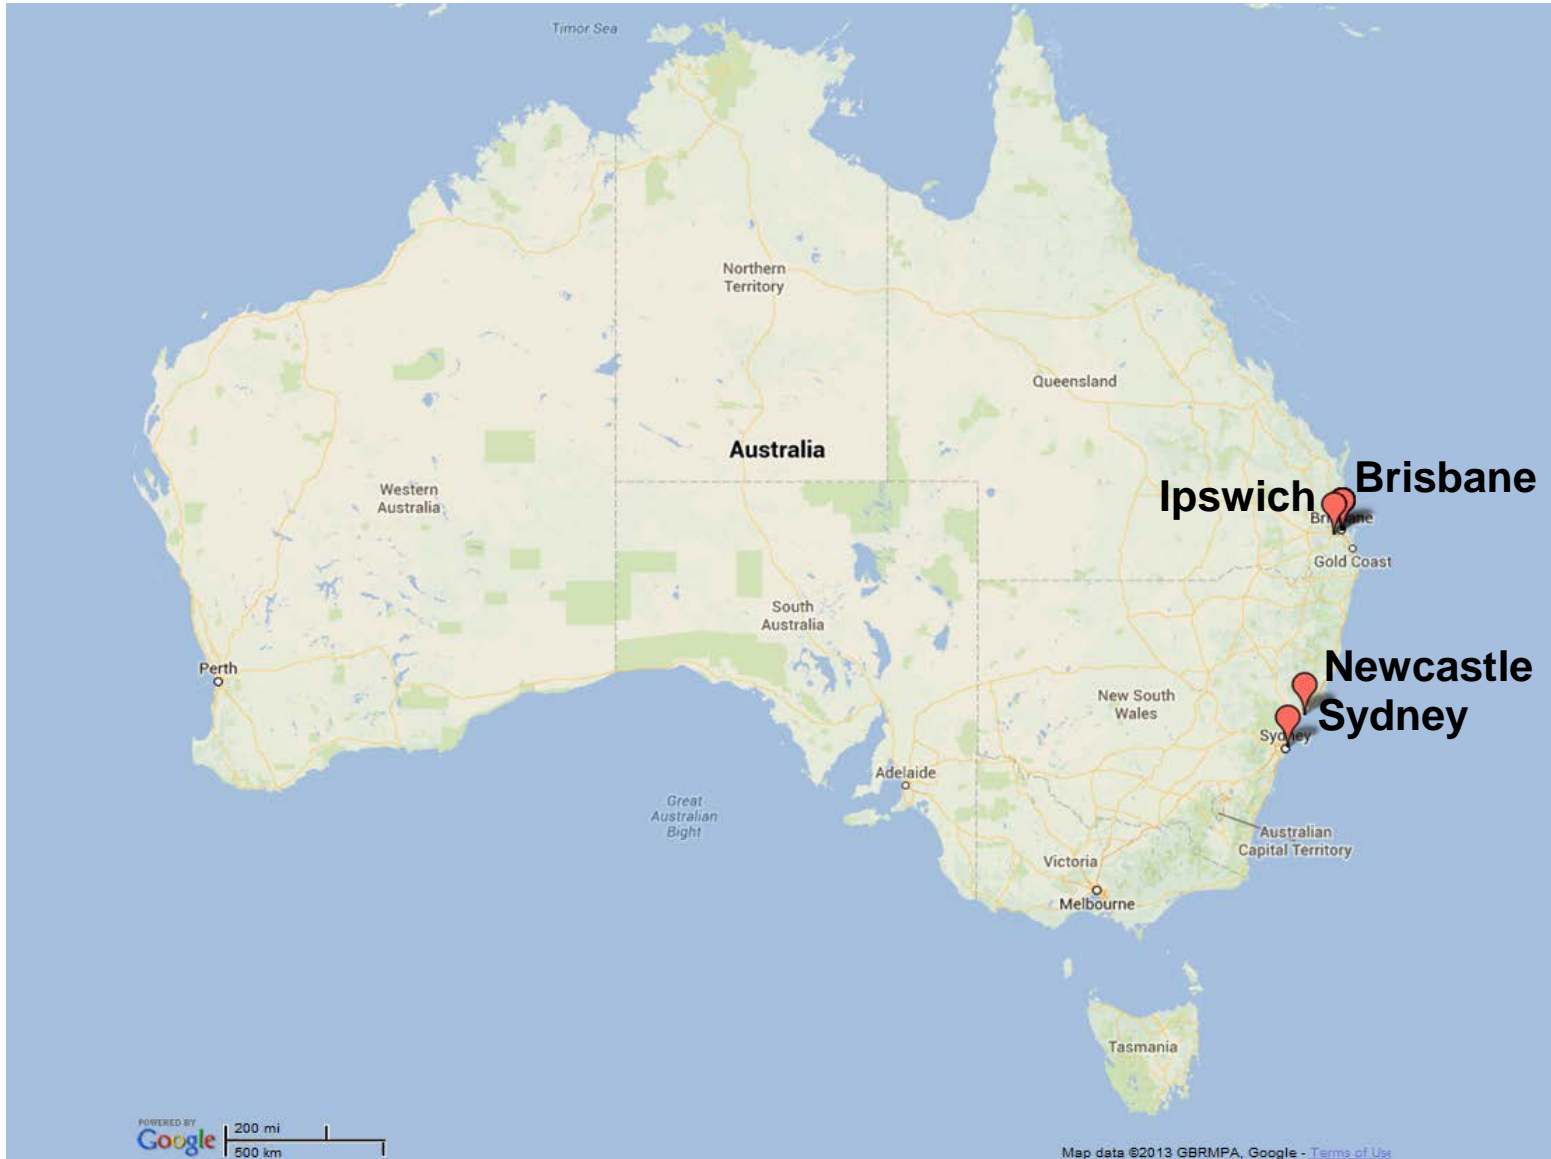 Timor Sea
Northern
Territory
Queensland
Australia
Brisbane
Ipswich
Western
Australia
Brisbane
Gold Coast
South
Australia
Perth
Newcastle
New South
Wales
Sydney
Sydney
Adelaide
Great
Australian
Bight
Australian
Capital Territory
Victoria
Melbourne
Tasmania
POWERED BY
Google
200 mi
500 km
Map data ©2013 GBRMPA, Google - Terms of Use